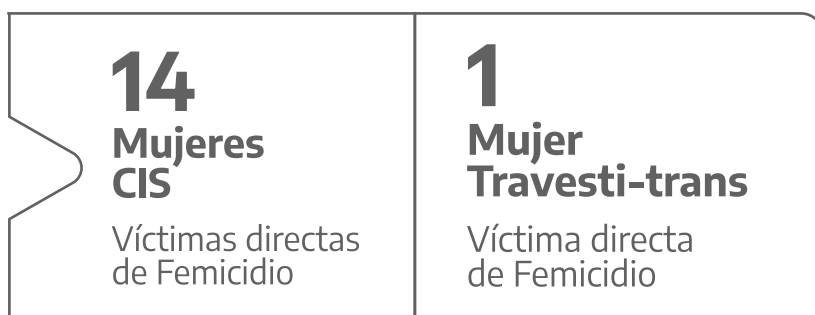 14
Mujeres
CIS
Víctimas directas
de Femicidio
1
Mujer
Travesti-trans
Víctima directa
de Femicidio